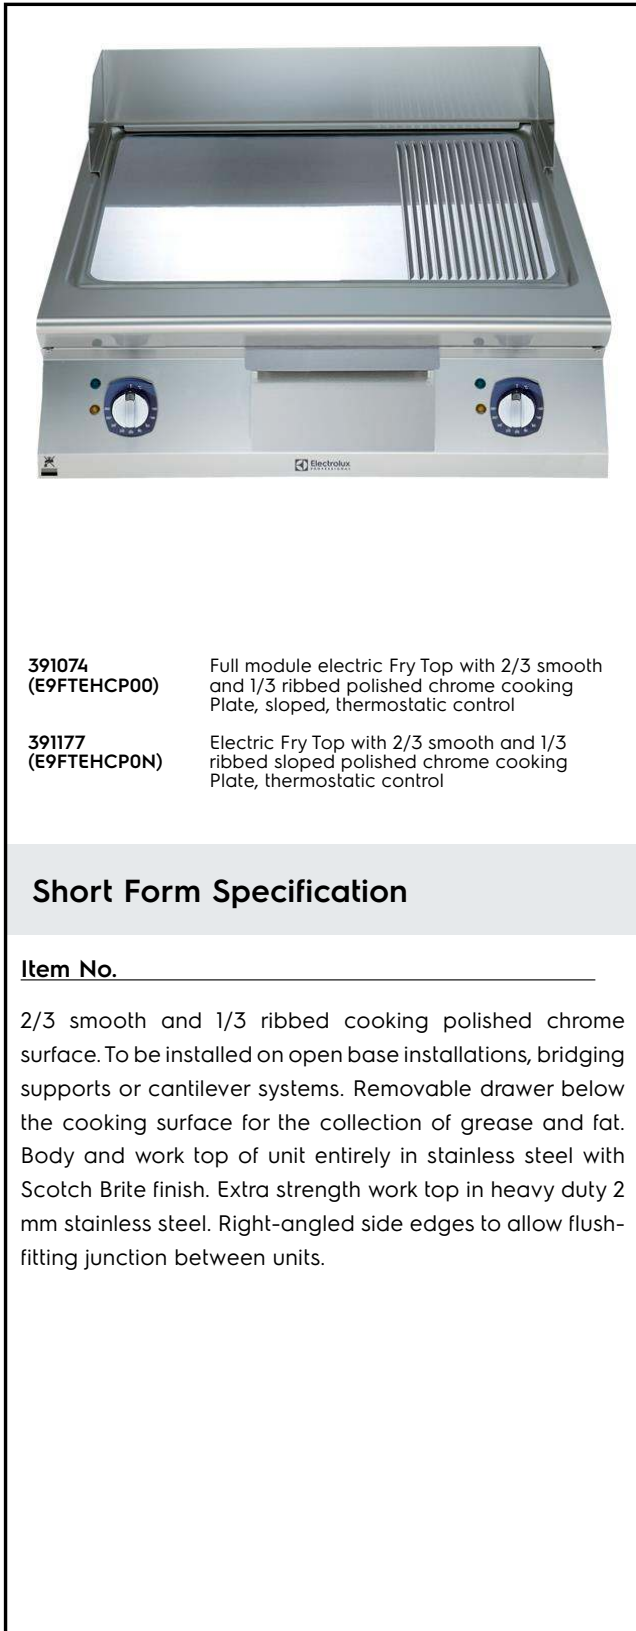 Electrolux
PROFESSIONAL
391074
(E9FTEHCP00)
Full module electric Fry Top with 2/3 smooth
and 1/3 ribbed polished chrome cooking
Plate, sloped, thermostatic control
391177
(E9FTEHCP0N)
Electric Fry Top with 2/3 smooth and 1/3
ribbed sloped polished chrome cooking
Plate, thermostatic control
Short Form Specification
Item No.
2/3 smooth and 1/3 ribbed cooking polished chrome
surface. To be installed on open base installations, bridging
supports or cantilever systems. Removable drawer below
the cooking surface for the collection of grease and fat.
Body and work top of unit entirely in stainless steel with
Scotch Brite finish. Extra strength work top in heavy duty 2
mm stainless steel. Right-angled side edges to allow flush-
fitting junction between units.